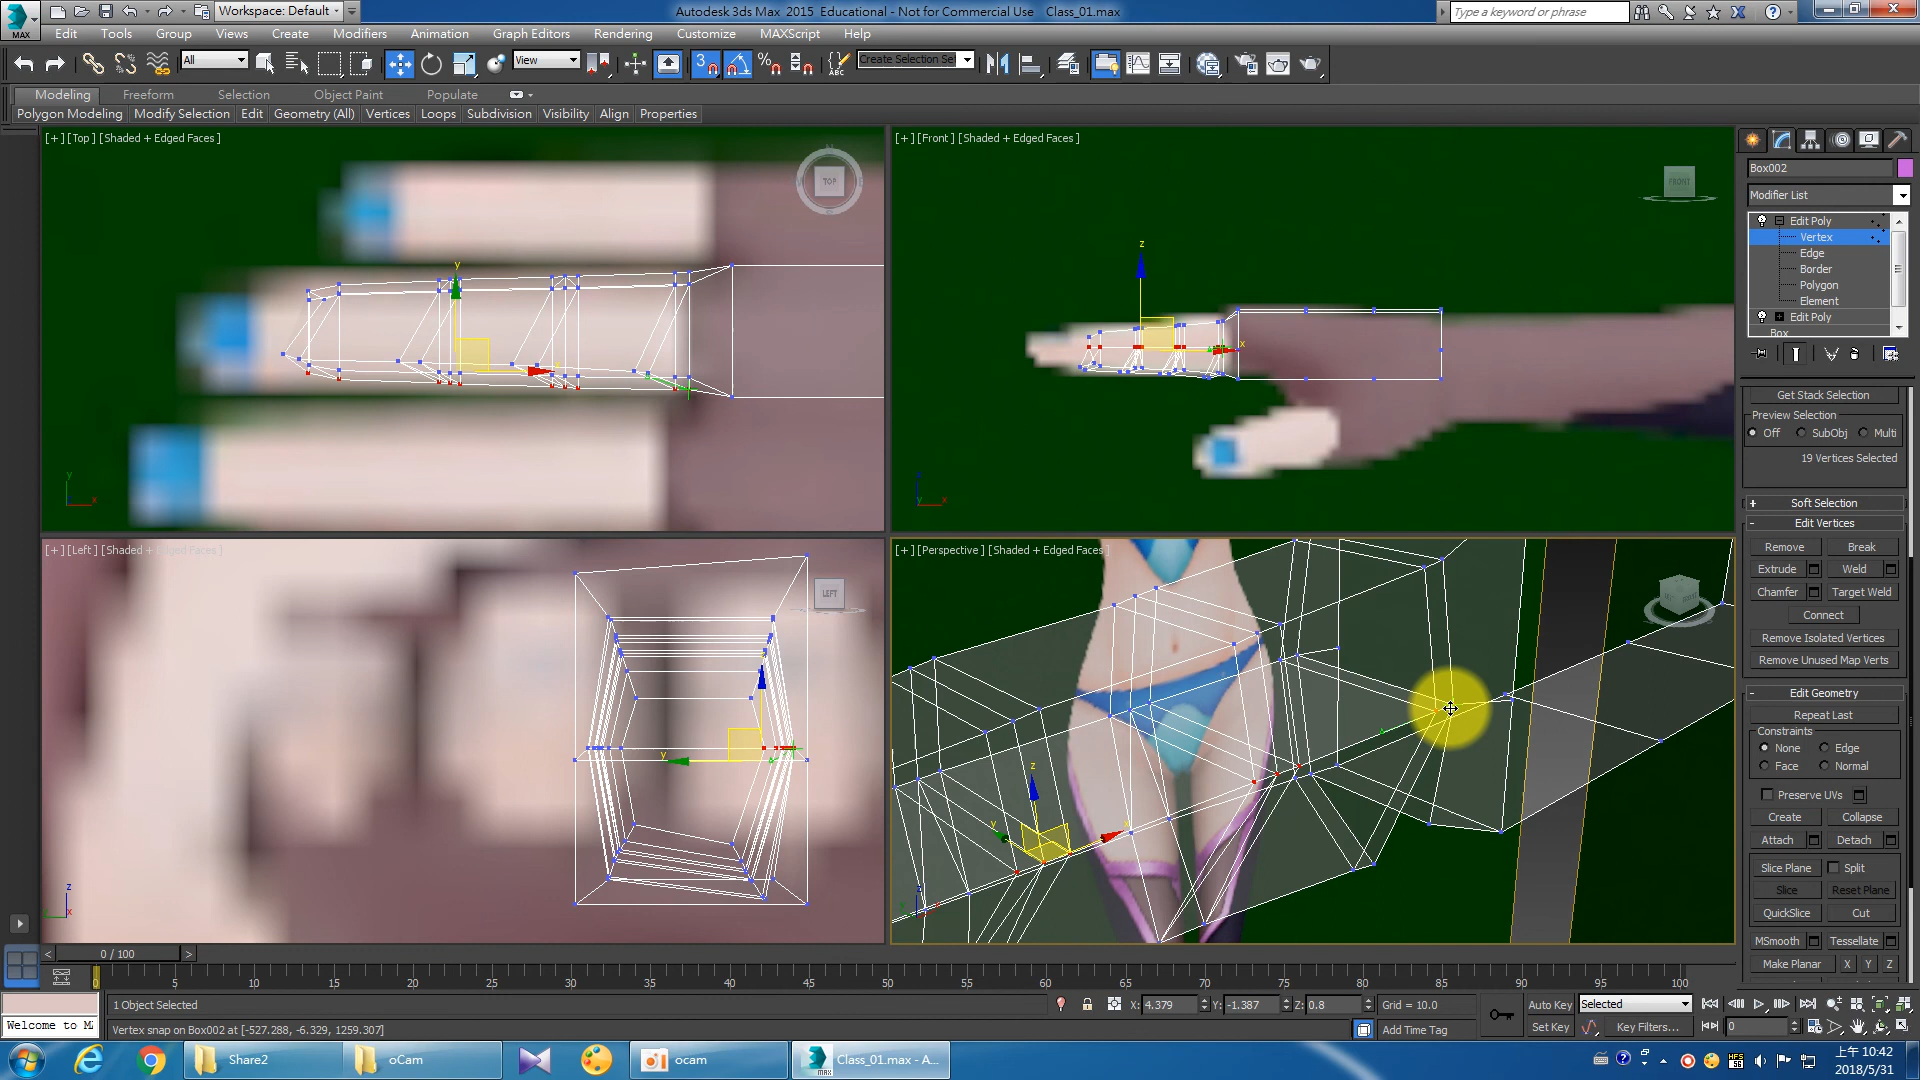 Workspace: Default
Autodesk 3ds Max 2015 Educational - Not for Commercial Use Class_01.max
Type a keyword or phrase
MAX
Edit Tools Group Views Create Modifiers Animation Graph Editors Rendering Customize MAXScript Help
All View 3 Create Selection Se
Modeling Freeform Selection Object Paint Populate
Polygon Modeling Modify Selection Edit Geometry (All) Vertices Loops Subdivision Visibility Align Properties
[+] [Top] [Shaded + Edged Faces]
TOP
[+] [Front] [Shaded + Edged Faces]
FRONT
[+] [Left] [Shaded + Edged Faces]
LEFT
[+] [Perspective] [Shaded + Edged Faces]
Box002
Modifier List
Edit Poly
Vertex
Edge
Border
Polygon
Element
Edit Poly
Box
Get Stack Selection
Preview Selection
Off SubObj Multi
19 Vertices Selected
+ Soft Selection
- Edit Vertices
Remove Break
Extrude Weld
Chamfer Target Weld
Connect
Remove Isolated Vertices
Remove Unused Map Verts
- Edit Geometry
Repeat Last
Constraints
None Edge
Face Normal
Preserve UVs
Create Collapse
Attach Detach
Slice Plane Split
Slice Reset Plane
QuickSlice Cut
MSmooth Tessellate
Make Planar X Y Z
< 0 / 100 >
0 5 10 15 20 25 30 35 40 45 50 55 60 65 70 75 80 85 90 95 100
1 Object Selected X: 4.379 Y: -1.387 Z: 0.8 Grid = 10.0 Auto Key Selected
Welcome to M
Vertex snap on Box002 at [-527.288, -6.329, 1259.307] Add Time Tag Set Key Key Filters... 0
Share2 oCam ocam Class_01.max - A...
上午 10:42
2018/5/31